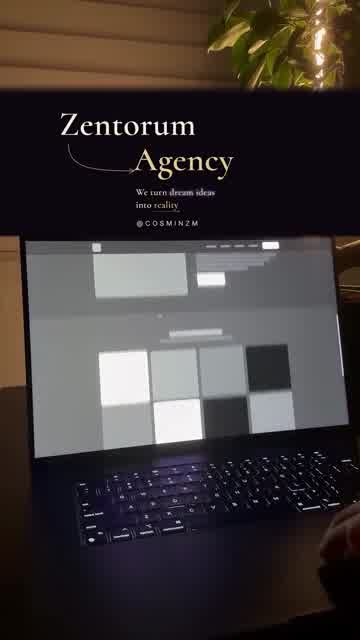 Zentorum
Agency
We turn dream ideas
into reality
@COSMINZM